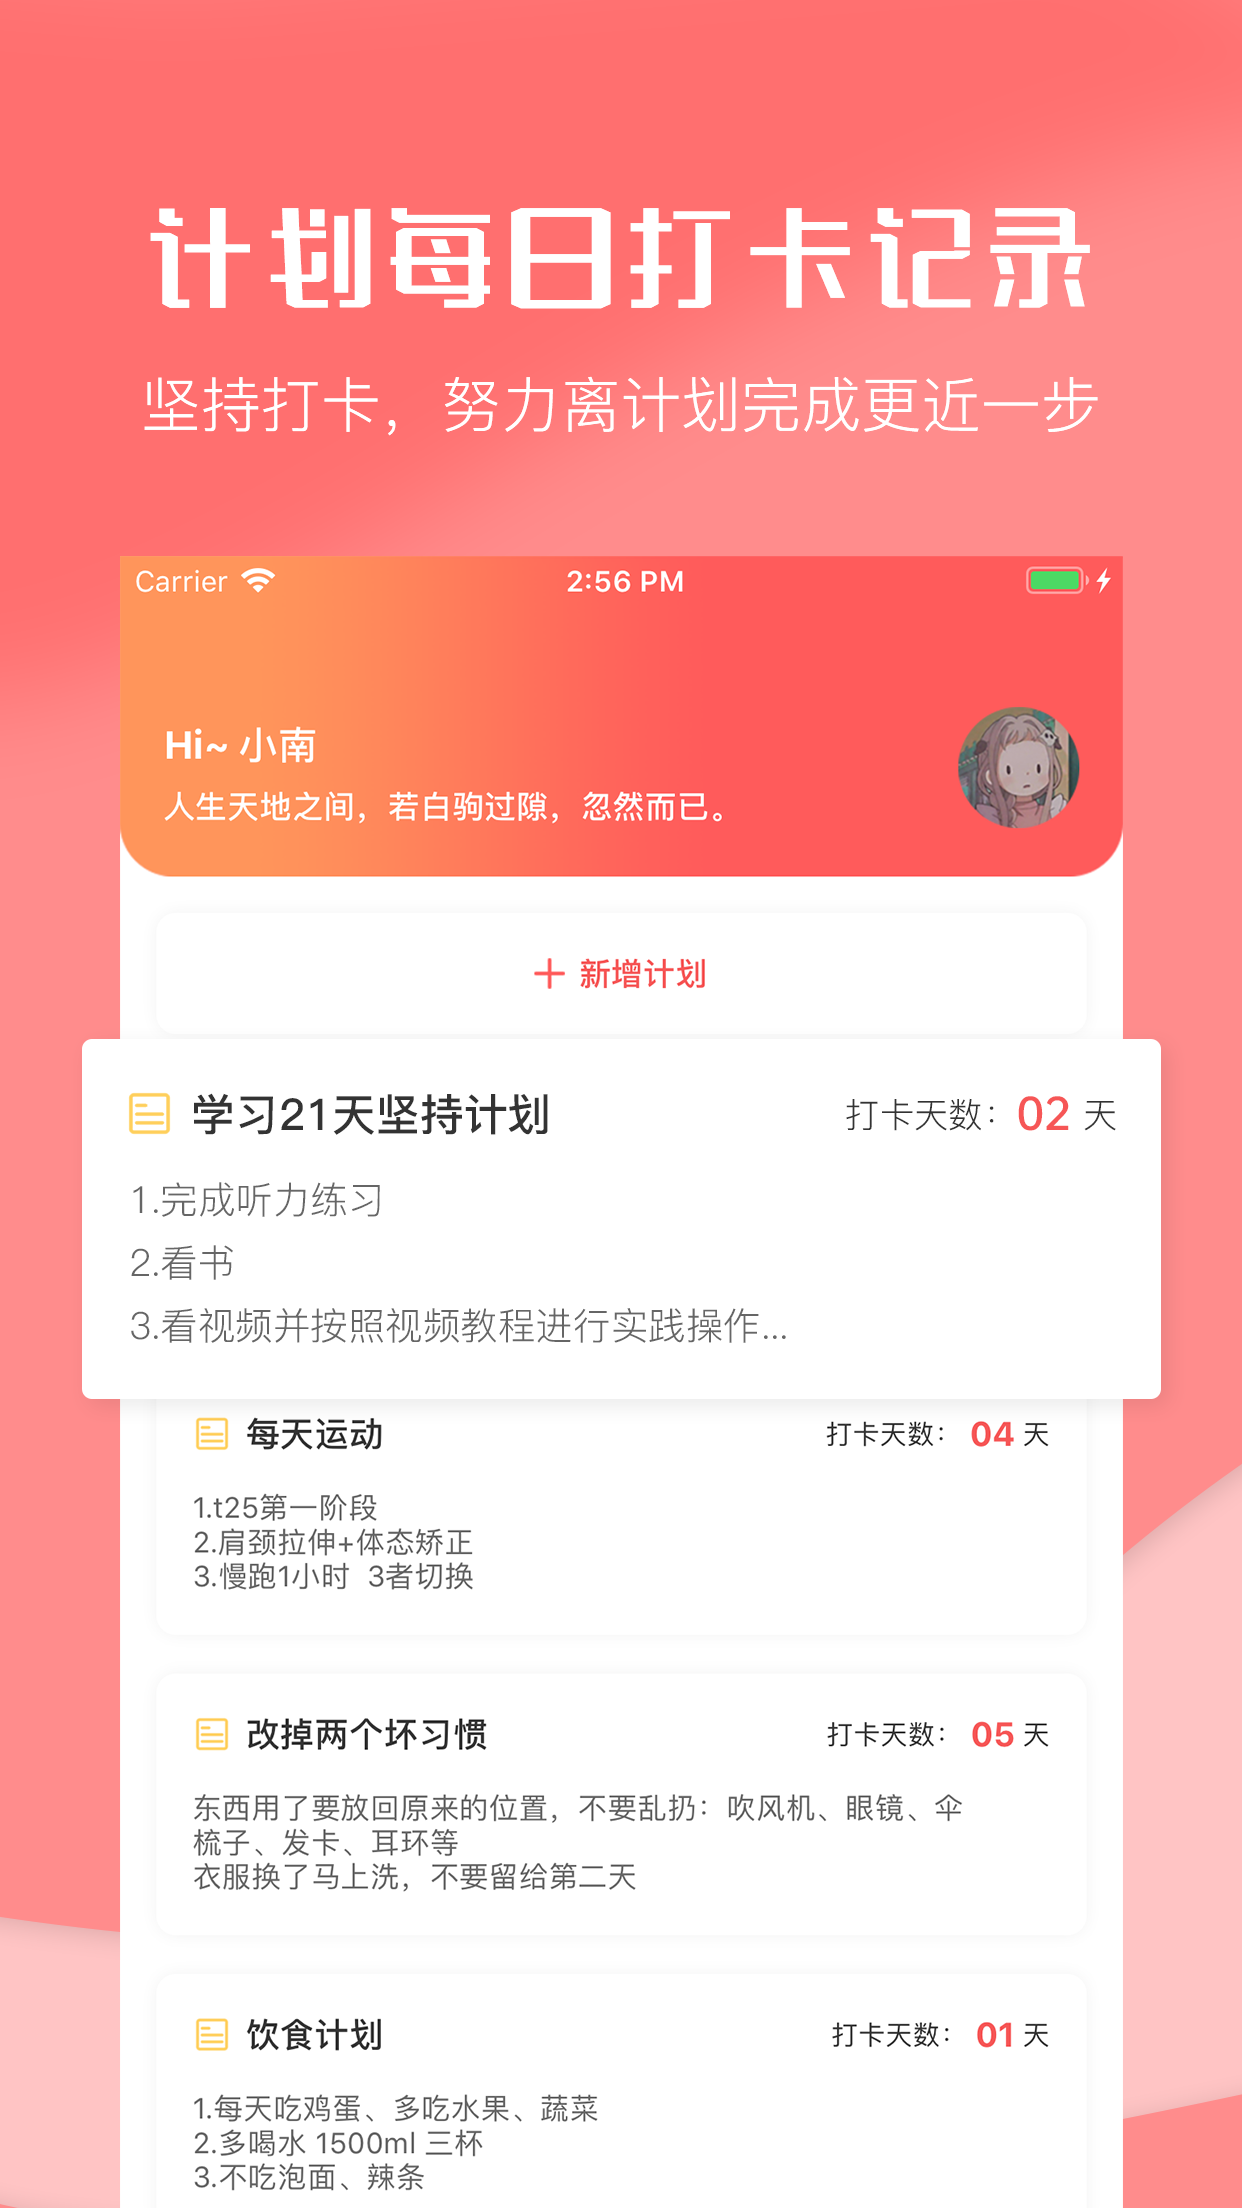 计划每日打卡记录
坚持打卡，努力离计划完成更近一步
Carrier 2:56 PM
Hi~ 小南
人生天地之间，若白驹过隙，忽然而已。
新增计划
学习21天坚持计划 打卡天数：02 天
1.完成听力练习
2.看书
3.看视频并按照视频教程进行实践操作...
每天运动 打卡天数： 04 天
1.t25第一阶段
2.肩颈拉伸+体态矫正
3.慢跑1小时 3者切换
改掉两个坏习惯 打卡天数： 05 天
东西用了要放回原来的位置，不要乱扔：吹风机、眼镜、伞
梳子、发卡、耳环等
衣服换了马上洗，不要留给第二天
饮食计划 打卡天数： 01 天
1.每天吃鸡蛋、多吃水果、蔬菜
2.多喝水 1500ml 三杯
3.不吃泡面、辣条